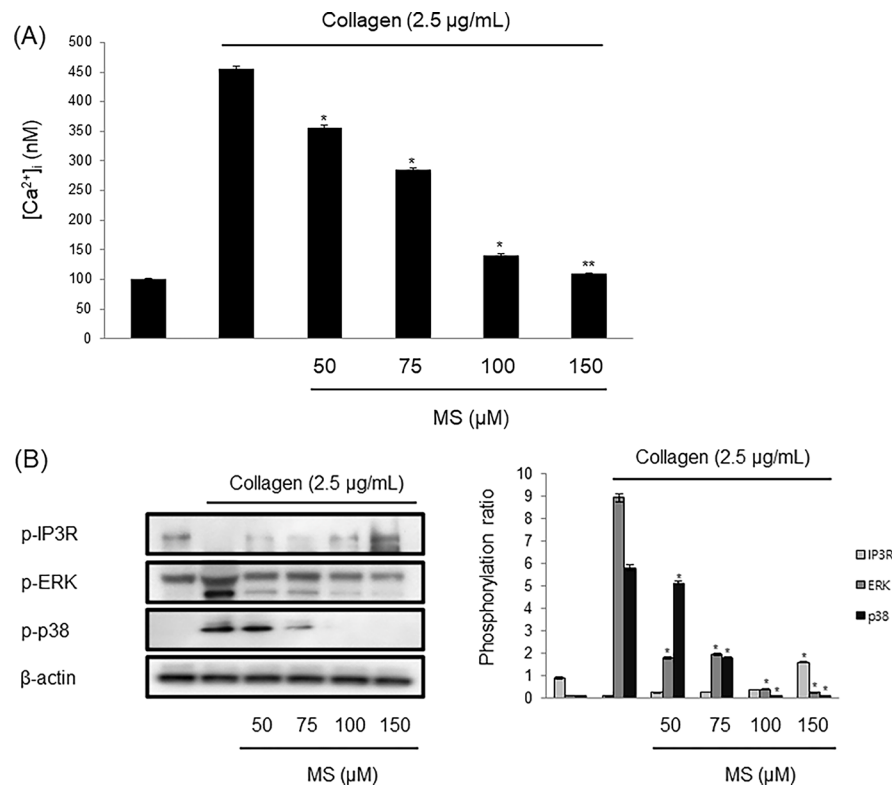 (A)
Collagen (2.5 µg/mL)
[Ca²⁺]ᵢ (nM)
500
450
400
350
300
250
200
150
100
50
0
*
*
*
**
50 75 100 150
MS (µM)
(B)
Collagen (2.5 µg/mL)
p-IP3R
p-ERK
p-p38
β-actin
50 75 100 150
MS (µM)
Collagen (2.5 µg/mL)
Phosphorylation ratio
10
9
8
7
6
5
4
3
2
1
0
* *
* *
* *
* * *
IP3R
ERK
p38
50 75 100 150
MS (µM)